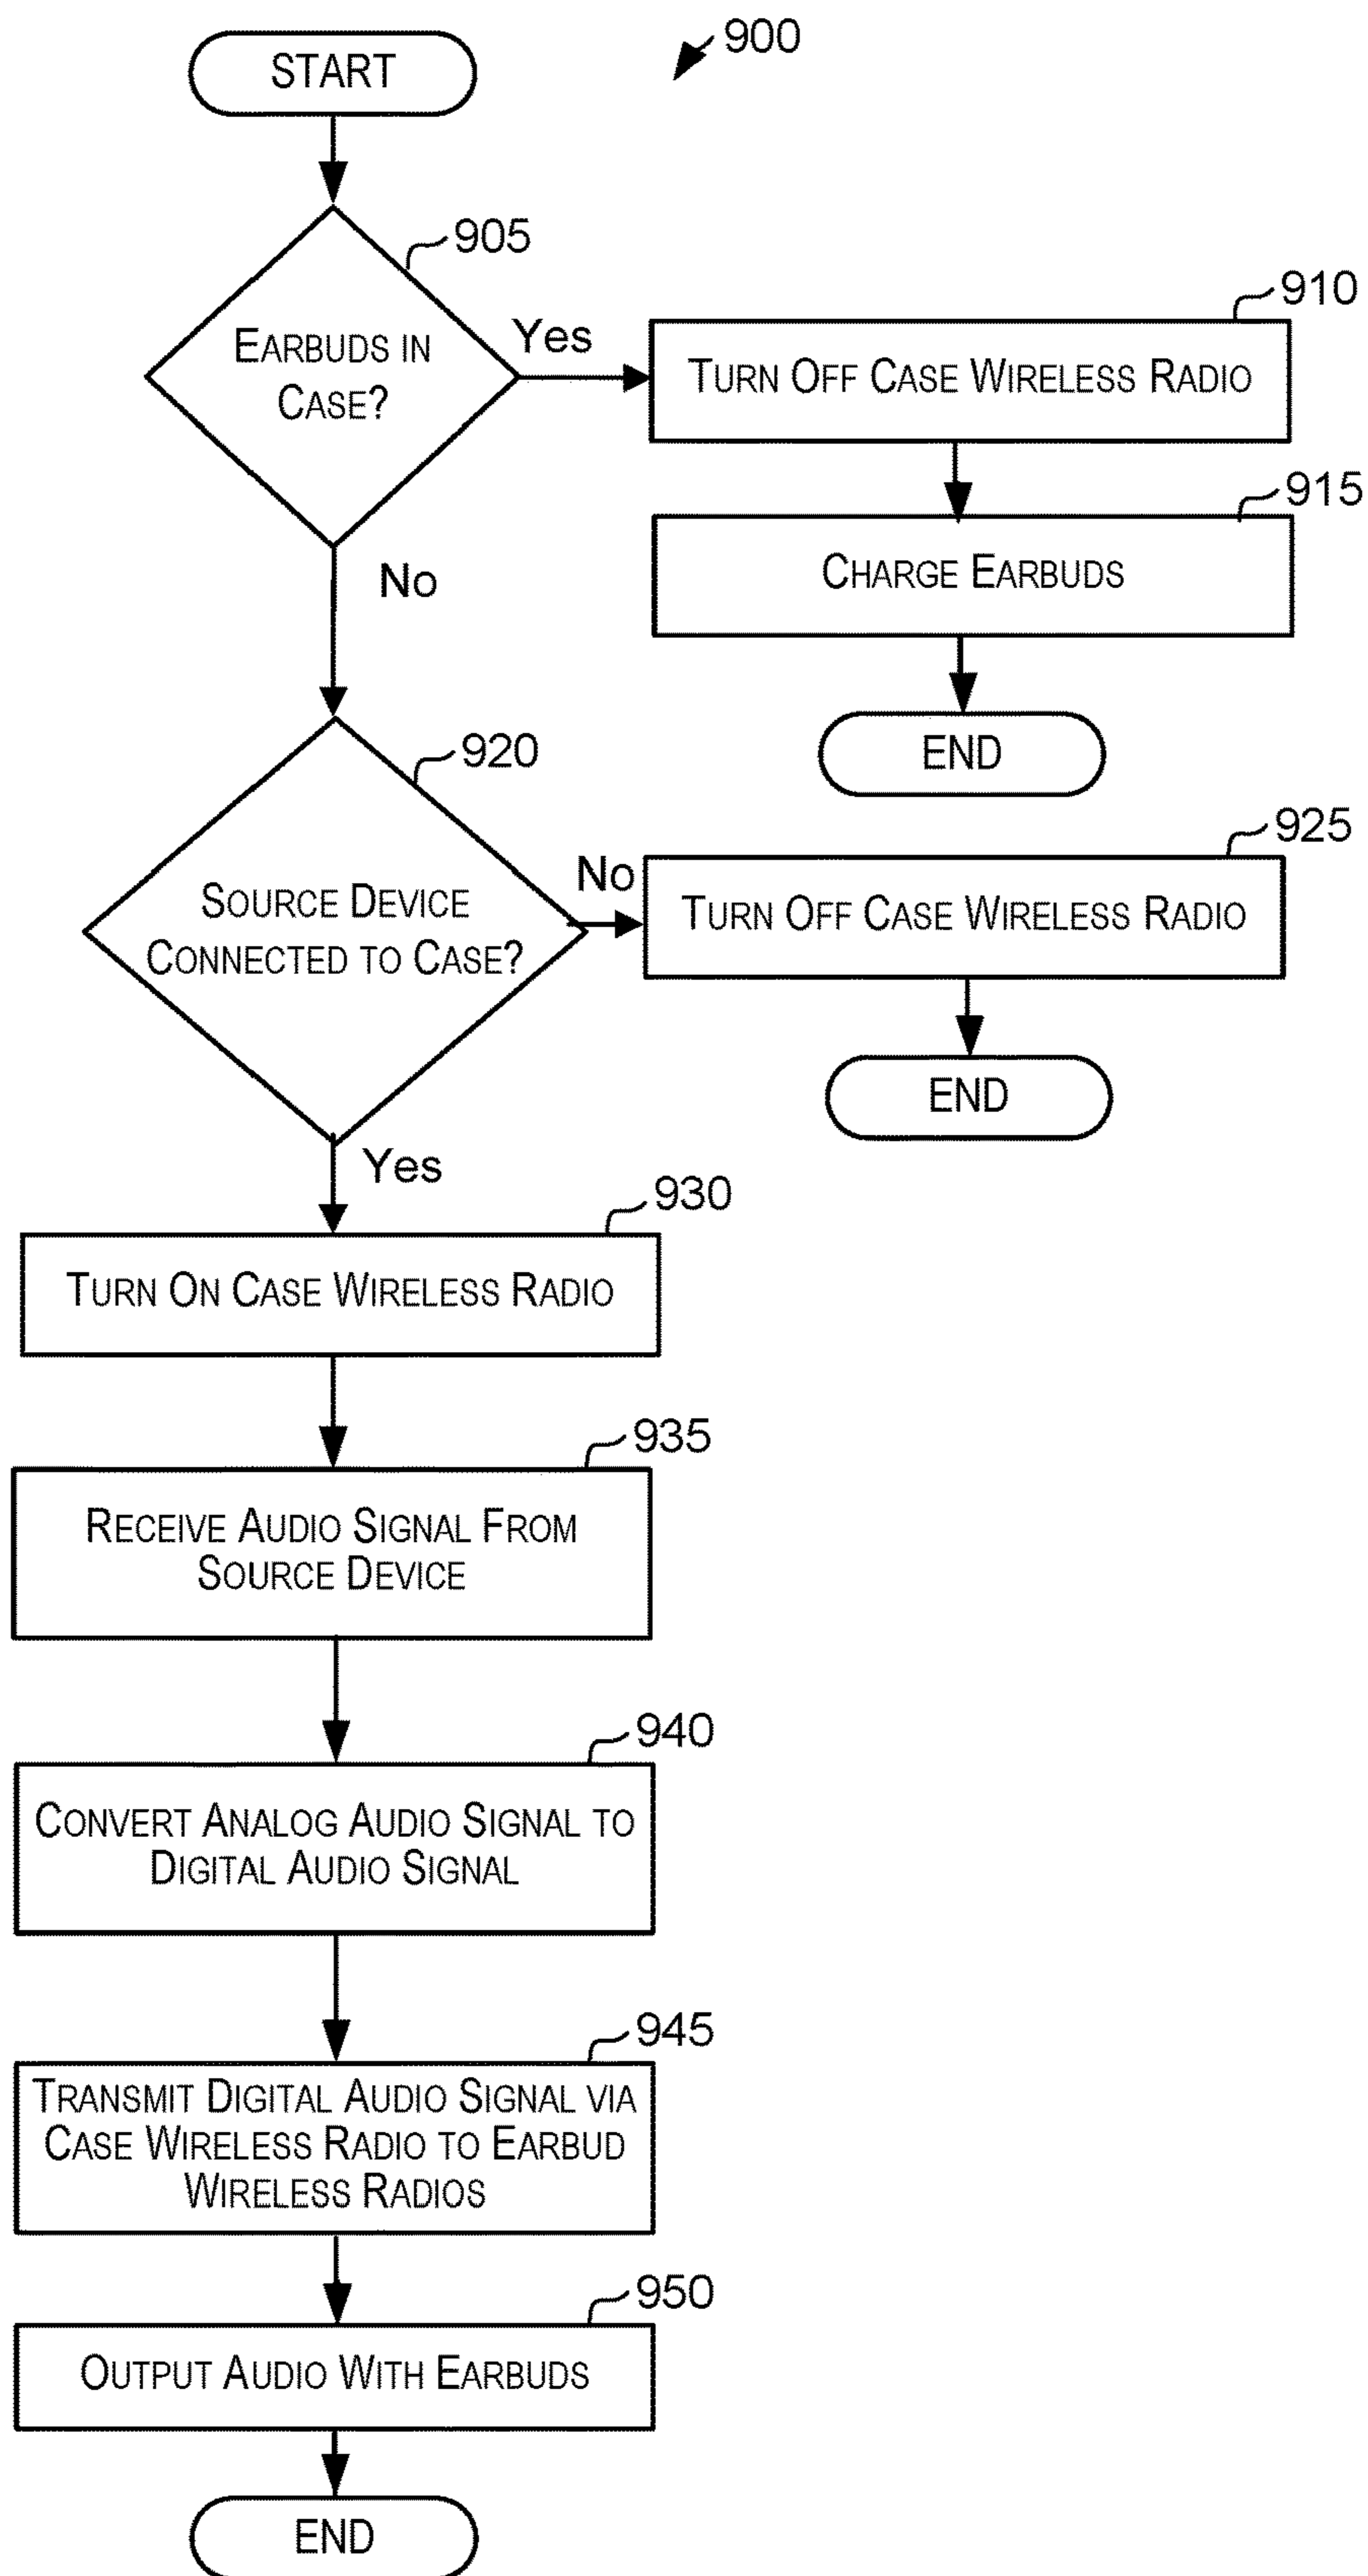 START
900
905
EARBUDS IN
CASE?
Yes
910
TURN OFF CASE WIRELESS RADIO
915
CHARGE EARBUDS
No
END
920
SOURCE DEVICE
CONNECTED TO CASE?
No
925
TURN OFF CASE WIRELESS RADIO
END
Yes
930
TURN ON CASE WIRELESS RADIO
935
RECEIVE AUDIO SIGNAL FROM
SOURCE DEVICE
940
CONVERT ANALOG AUDIO SIGNAL TO
DIGITAL AUDIO SIGNAL
945
TRANSMIT DIGITAL AUDIO SIGNAL VIA
CASE WIRELESS RADIO TO EARBUD
WIRELESS RADIOS
950
OUTPUT AUDIO WITH EARBUDS
END